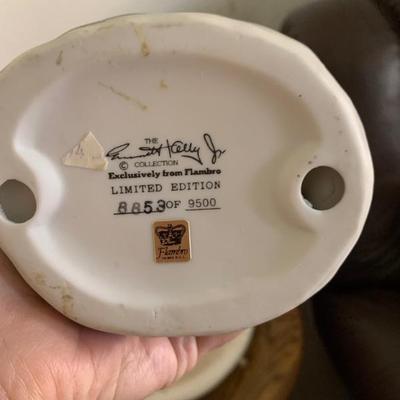 THE
Emmett Kelly Jr
© COLLECTION
Exclusively from Flambro
LIMITED EDITION
8853 OF 9500
Flambro